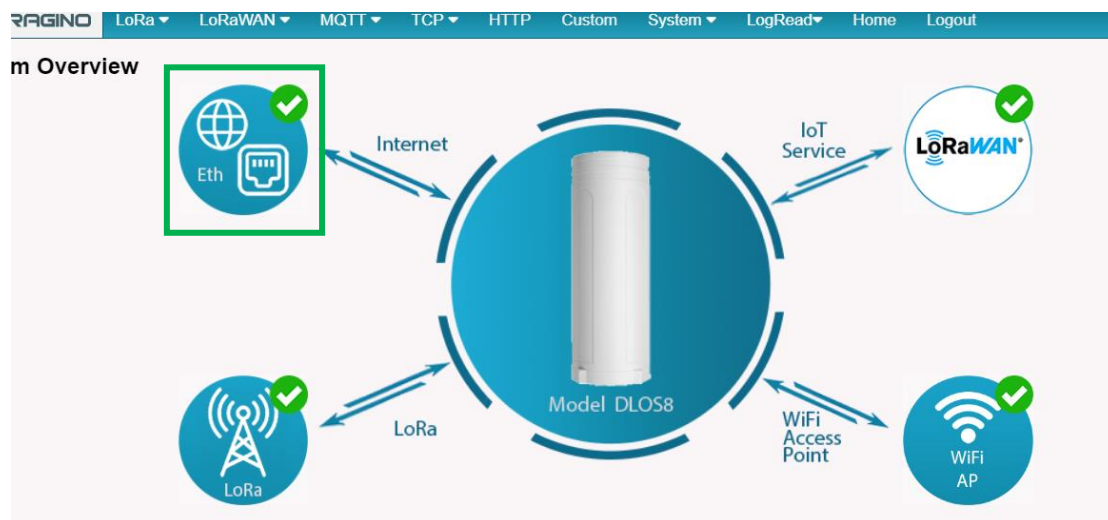 RAGINO LoRa LoRaWAN MQTT TCP HTTP Custom System LogRead Home Logout
m Overview
Eth
Internet
IoT
Service
LoRaWAN
Model DLOS8
LoRa
LoRa
WiFi
Access
Point
WiFi
AP